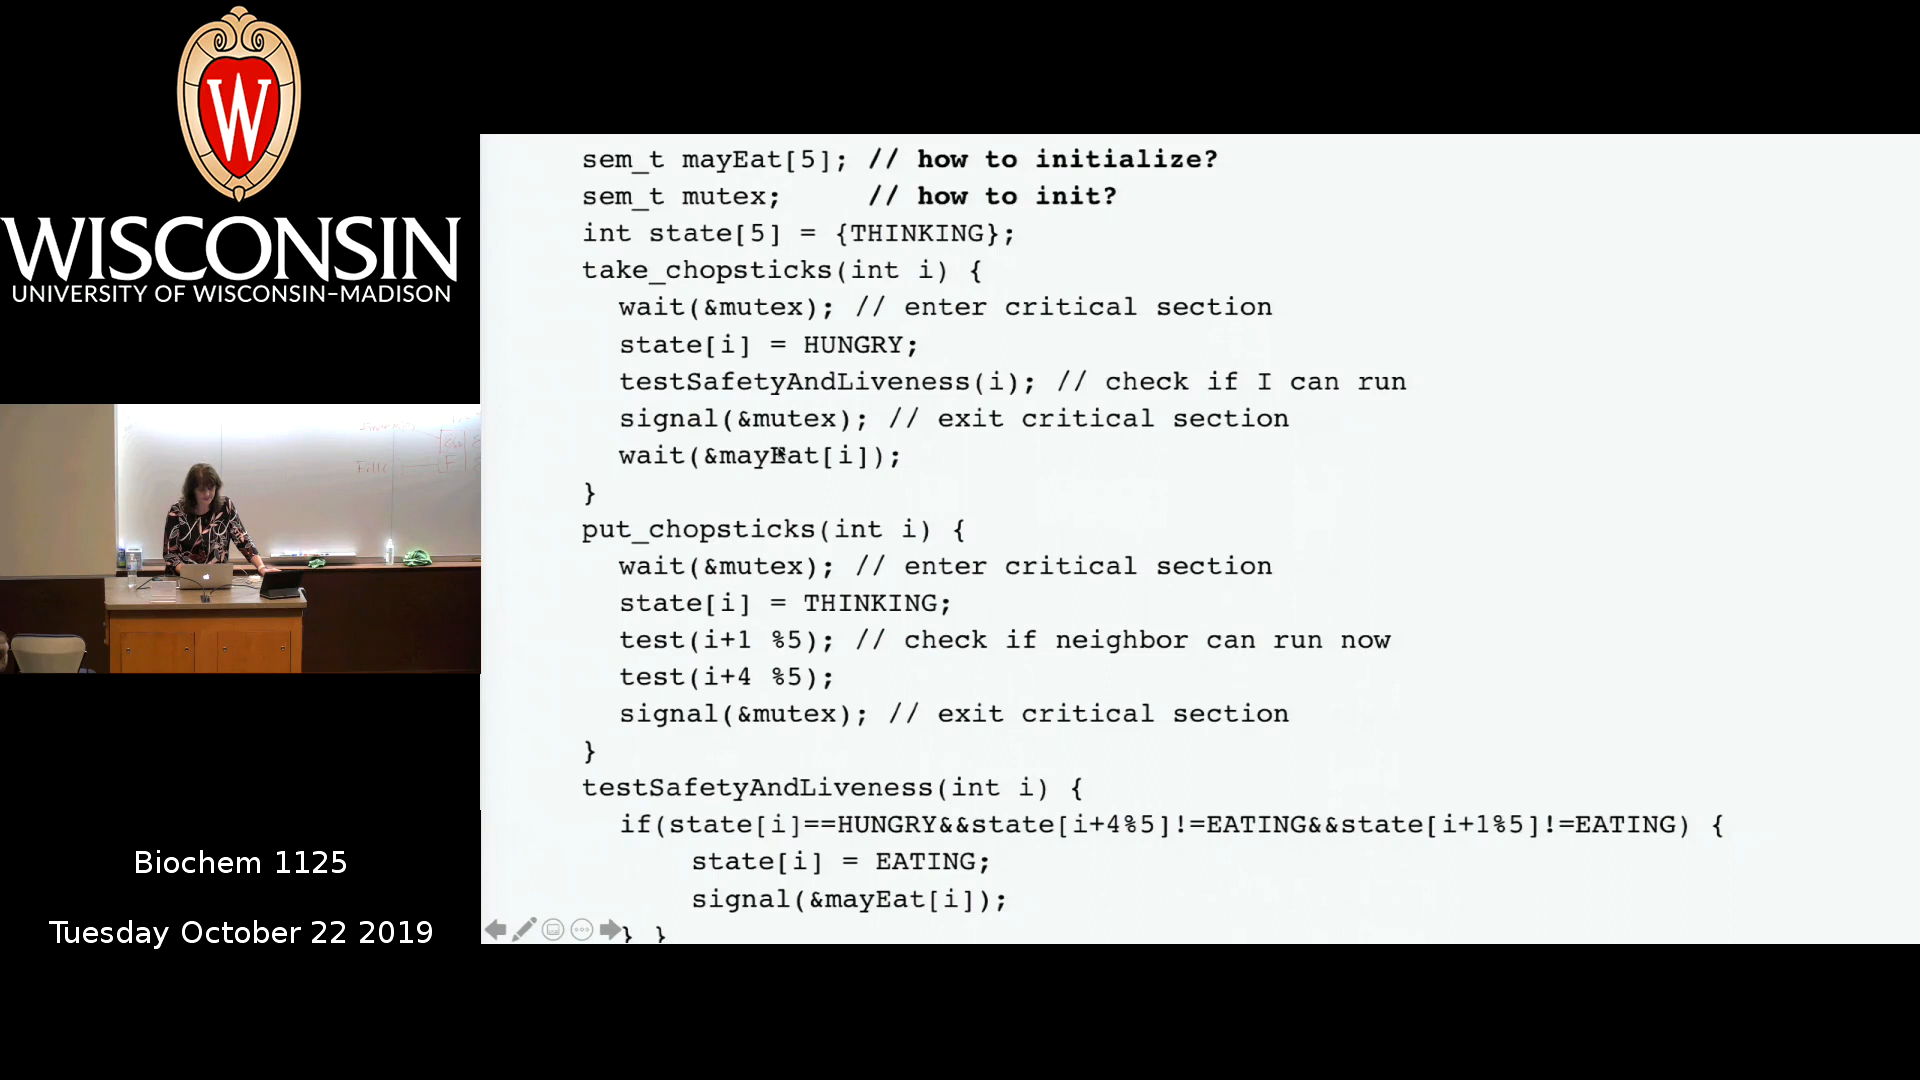 W
WISCONSIN
UNIVERSITY OF WISCONSIN–MADISON
sem_t mayEat[5]; // how to initialize?
sem_t mutex;     // how to init?
int state[5] = {THINKING};
take_chopsticks(int i) {
wait(&mutex); // enter critical section
state[i] = HUNGRY;
testSafetyAndLiveness(i); // check if I can run
signal(&mutex); // exit critical section
wait(&mayEat[i]);
}
put_chopsticks(int i) {
wait(&mutex); // enter critical section
state[i] = THINKING;
test(i+1 %5); // check if neighbor can run now
test(i+4 %5);
signal(&mutex); // exit critical section
}
testSafetyAndLiveness(int i) {
if(state[i]==HUNGRY&&state[i+4%5]!=EATING&&state[i+1%5]!=EATING) {
state[i] = EATING;
signal(&mayEat[i]);
} }
Biochem 1125
Tuesday October 22 2019